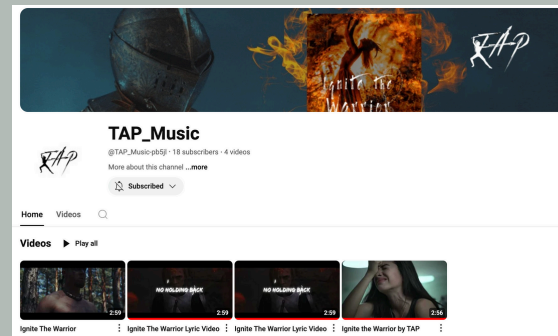 Ignite the
Warrior
TAP
TAP_Music
TAP
@TAP_Music-pb5jl · 18 subscribers · 4 videos
More about this channel ...more
Subscribed
Home Videos
Videos Play all
NO HOLDING BACK NO HOLDING BACK
2:59 2:59 2:59 2:56
Ignite The Warrior Ignite The Warrior Lyric Video Ignite The Warrior Lyric Video Ignite the Warrior by TAP